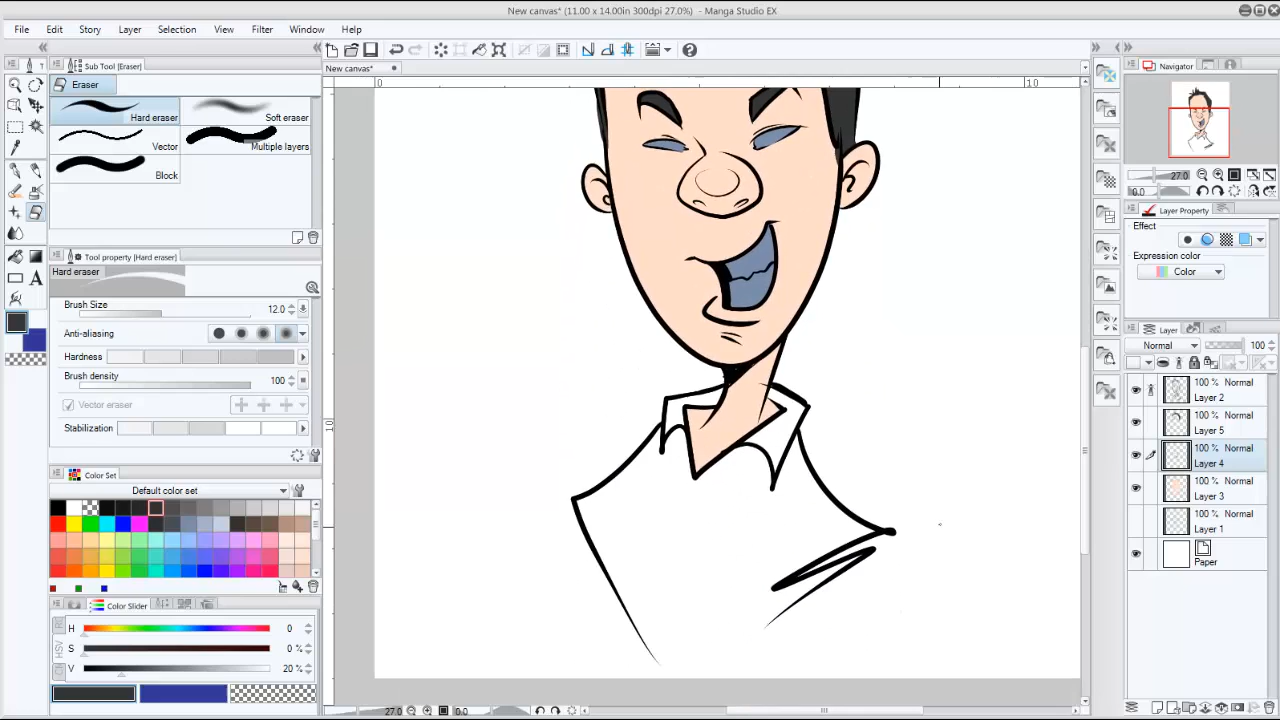 New canvas* (11.00 x 14.00in 300dpi 27.0%) - Manga Studio EX
File Edit Story Layer Selection View Filter Window Help
Sub Tool [Eraser]
New canvas*
Navigator
Eraser
0
10
Hard eraser
Soft eraser
Vector
Multiple layers
Block
27.0
0.0
Layer Property
Effect
Tool property [Hard eraser]
Hard eraser
Expression color
Color
Brush Size 12.0
Anti-aliasing
Layer
Hardness
Normal 100
Brush density 100
100 % Normal
Layer 2
Vector eraser
100 % Normal
Layer 5
Stabilization
10
100 % Normal
Layer 4
Color Set
Default color set
100 % Normal
Layer 3
100 % Normal
Layer 1
Paper
Color Slider
HSV
H 0
S 0 %
V 20 %
27.0 0.0